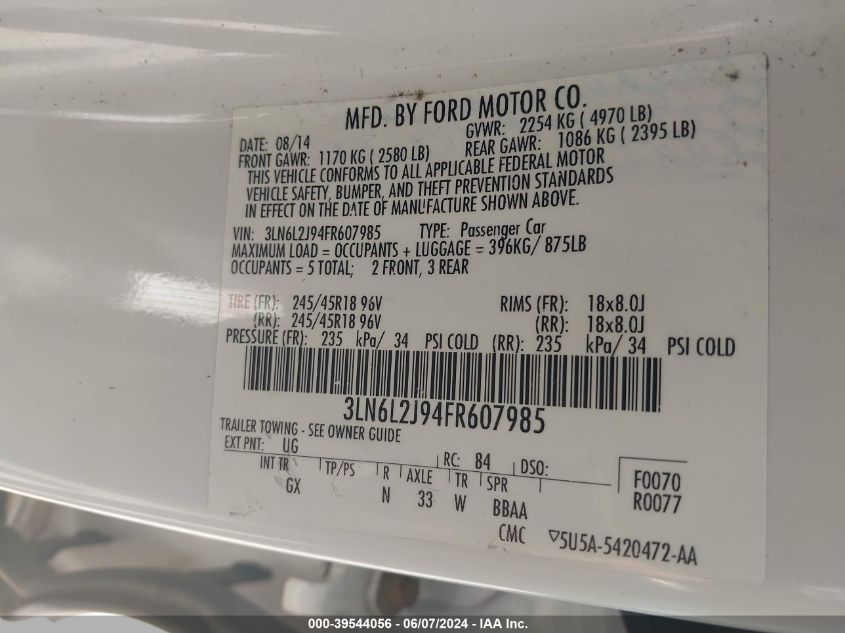 MFD. BY FORD MOTOR CO.
DATE: 08/14 GVWR: 2254 KG ( 4970 LB)
FRONT GAWR: 1170 KG ( 2580 LB) REAR GAWR: 1086 KG ( 2395 LB)
THIS VEHICLE CONFORMS TO ALL APPLICABLE FEDERAL MOTOR
VEHICLE SAFETY, BUMPER, AND THEFT PREVENTION STANDARDS
IN EFFECT ON THE DATE OF MANUFACTURE SHOWN ABOVE.
VIN: 3LN6L2J94FR607985 TYPE: Passenger Car
MAXIMUM LOAD = OCCUPANTS + LUGGAGE = 396KG/ 875LB
OCCUPANTS = 5 TOTAL; 2 FRONT, 3 REAR
TIRE (FR): 245/45R18 96V RIMS (FR): 18x8.0J
(RR): 245/45R18 96V (RR): 18x8.0J
PRESSURE (FR): 235 kPa/ 34 PSI COLD (RR): 235 kPa/ 34 PSI COLD
3LN6L2J94FR607985
TRAILER TOWING - SEE OWNER GUIDE
EXT PNT: UG RC: 84 DSO:
INT TR TP/PS R AXLE TR SPR
GX N 33 W BBAA
F0070
R0077
CMC ▽5U5A-5420472-AA
000-39544056 - 06/07/2024 - IAA Inc.